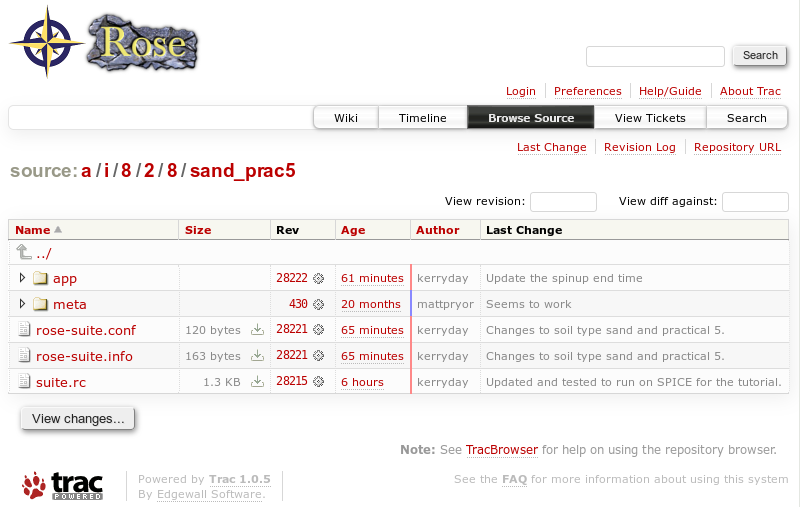 Rose
Search
Login Preferences Help/Guide About Trac
Wiki Timeline Browse Source View Tickets Search
Last Change Revision Log Repository URL
source: a / i / 8 / 2 / 8 / sand_prac5
View revision: View diff against:
Name Size Rev Age Author Last Change
../
app 28222 61 minutes kerryday Update the spinup end time
meta 430 20 months mattpryor Seems to work
rose-suite.conf 120 bytes 28221 65 minutes kerryday Changes to soil type sand and practical 5.
rose-suite.info 163 bytes 28221 65 minutes kerryday Changes to soil type sand and practical 5.
suite.rc 1.3 KB 28215 6 hours kerryday Updated and tested to run on SPICE for the tutorial.
View changes...
Note: See TracBrowser for help on using the repository browser.
trac POWERED
Powered by Trac 1.0.5
By Edgewall Software.
See the FAQ for more information about using this system